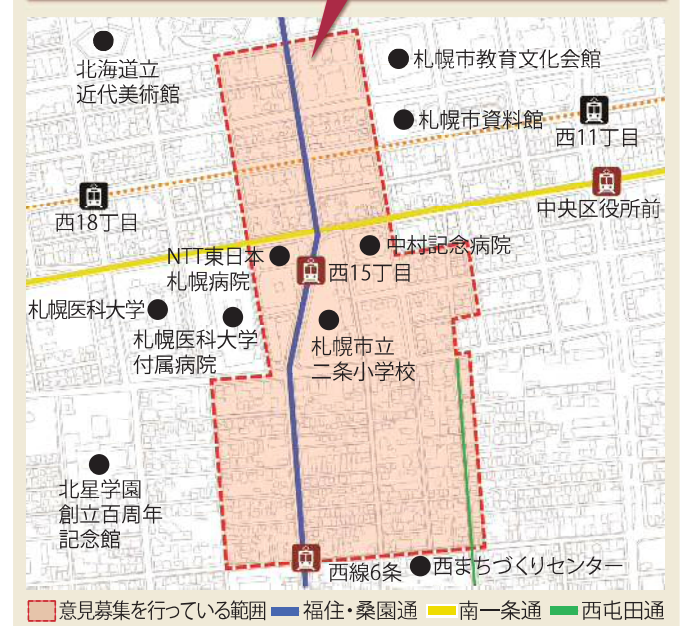 北海道立
近代美術館
札幌市教育文化会館
札幌市資料館
西11丁目
西18丁目
中央区役所前
NTT東日本
札幌病院
中村記念病院
西15丁目
札幌医科大学
札幌医科大学
付属病院
札幌市立
二条小学校
北星学園
創立百周年
記念館
西線6条
西まちづくりセンター
意見募集を行っている範囲
福住・桑園通
南一条通
西屯田通